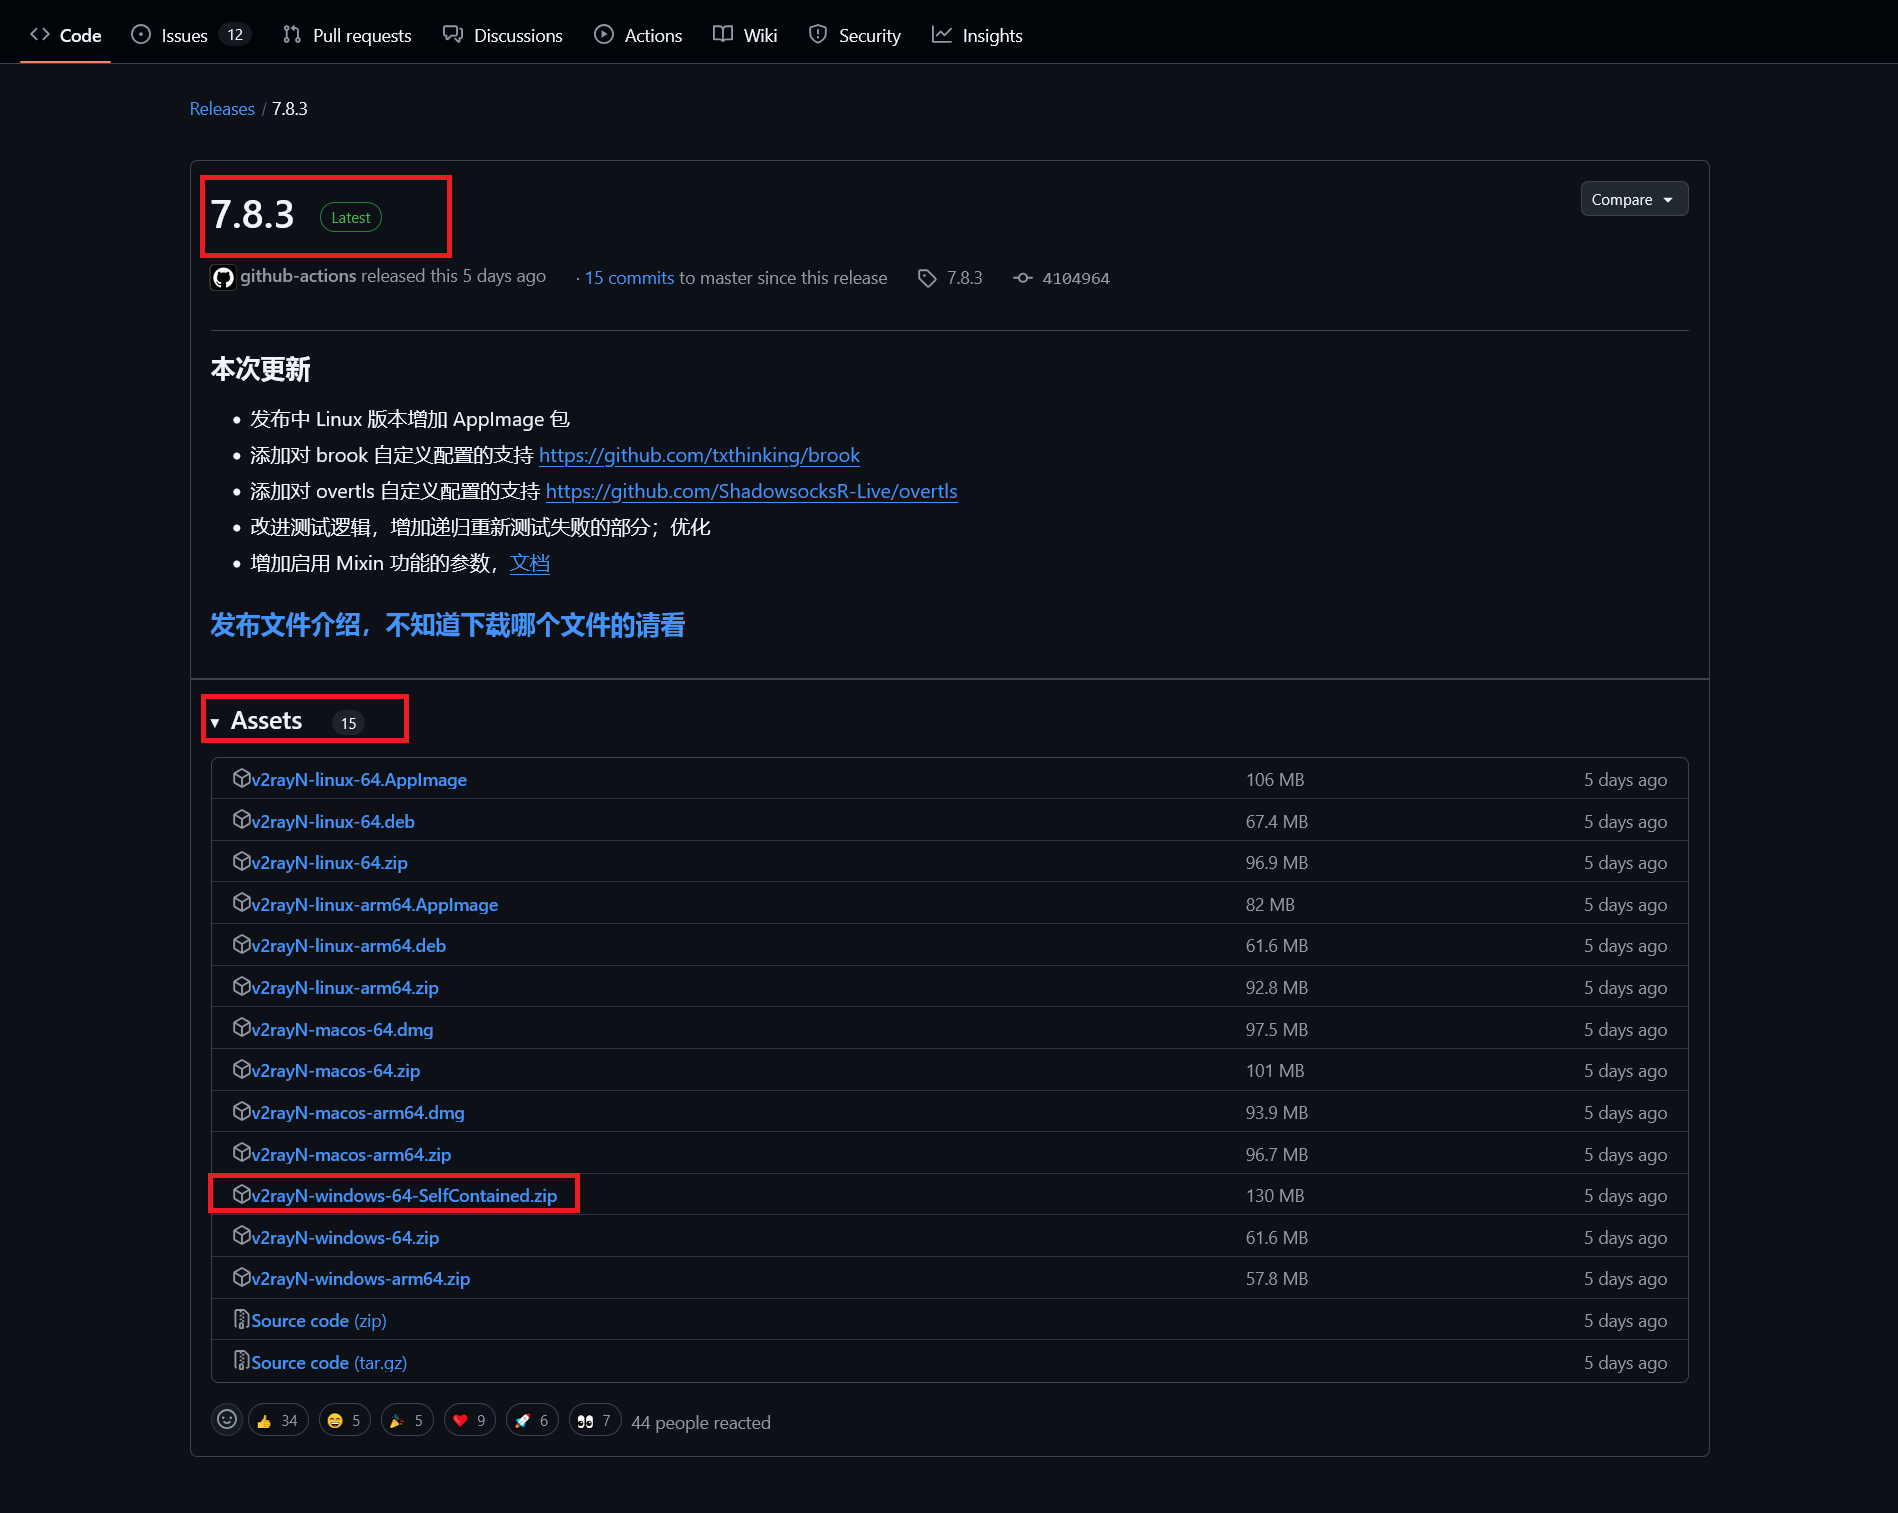 Code Issues 12 Pull requests Discussions Actions Wiki Security Insights
Releases / 7.8.3
7.8.3 Latest
Compare
github-actions released this 5 days ago · 15 commits to master since this release 7.8.3 4104964
本次更新
• 发布中 Linux 版本增加 AppImage 包
• 添加对 brook 自定义配置的支持 https://github.com/txthinking/brook
• 添加对 overtls 自定义配置的支持 https://github.com/ShadowsocksR-Live/overtls
• 改进测试逻辑，增加递归重新测试失败的部分；优化
• 增加启用 Mixin 功能的参数，文档
发布文件介绍，不知道下载哪个文件的请看
Assets 15
v2rayN-linux-64.AppImage 106 MB 5 days ago
v2rayN-linux-64.deb 67.4 MB 5 days ago
v2rayN-linux-64.zip 96.9 MB 5 days ago
v2rayN-linux-arm64.AppImage 82 MB 5 days ago
v2rayN-linux-arm64.deb 61.6 MB 5 days ago
v2rayN-linux-arm64.zip 92.8 MB 5 days ago
v2rayN-macos-64.dmg 97.5 MB 5 days ago
v2rayN-macos-64.zip 101 MB 5 days ago
v2rayN-macos-arm64.dmg 93.9 MB 5 days ago
v2rayN-macos-arm64.zip 96.7 MB 5 days ago
v2rayN-windows-64-SelfContained.zip 130 MB 5 days ago
v2rayN-windows-64.zip 61.6 MB 5 days ago
v2rayN-windows-arm64.zip 57.8 MB 5 days ago
Source code (zip) 5 days ago
Source code (tar.gz) 5 days ago
👍 34 😄 5 🎉 5 ❤️ 9 🚀 6 👀 7 44 people reacted